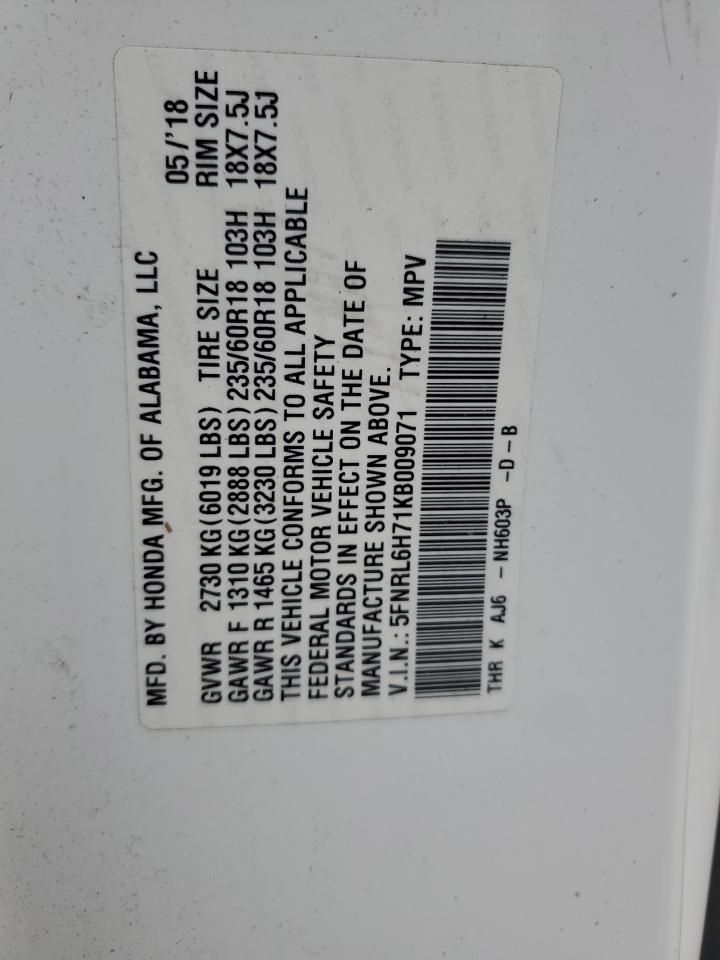 MFD. BY HONDA MFG. OF ALABAMA, LLC 05/'18
GVWR 2730 KG(6019 LBS) TIRE SIZE RIM SIZE
GAWR F 1310 KG(2888 LBS) 235/60R18 103H 18X7.5J
GAWR R 1465 KG(3230 LBS) 235/60R18 103H 18X7.5J
THIS VEHICLE CONFORMS TO ALL APPLICABLE
FEDERAL MOTOR VEHICLE SAFETY
STANDARDS IN EFFECT ON THE DATE OF
MANUFACTURE SHOWN ABOVE.
V.I.N.: 5FNRL6H71KB009071 TYPE: MPV
THR K AJ6 - NH603P -D-B